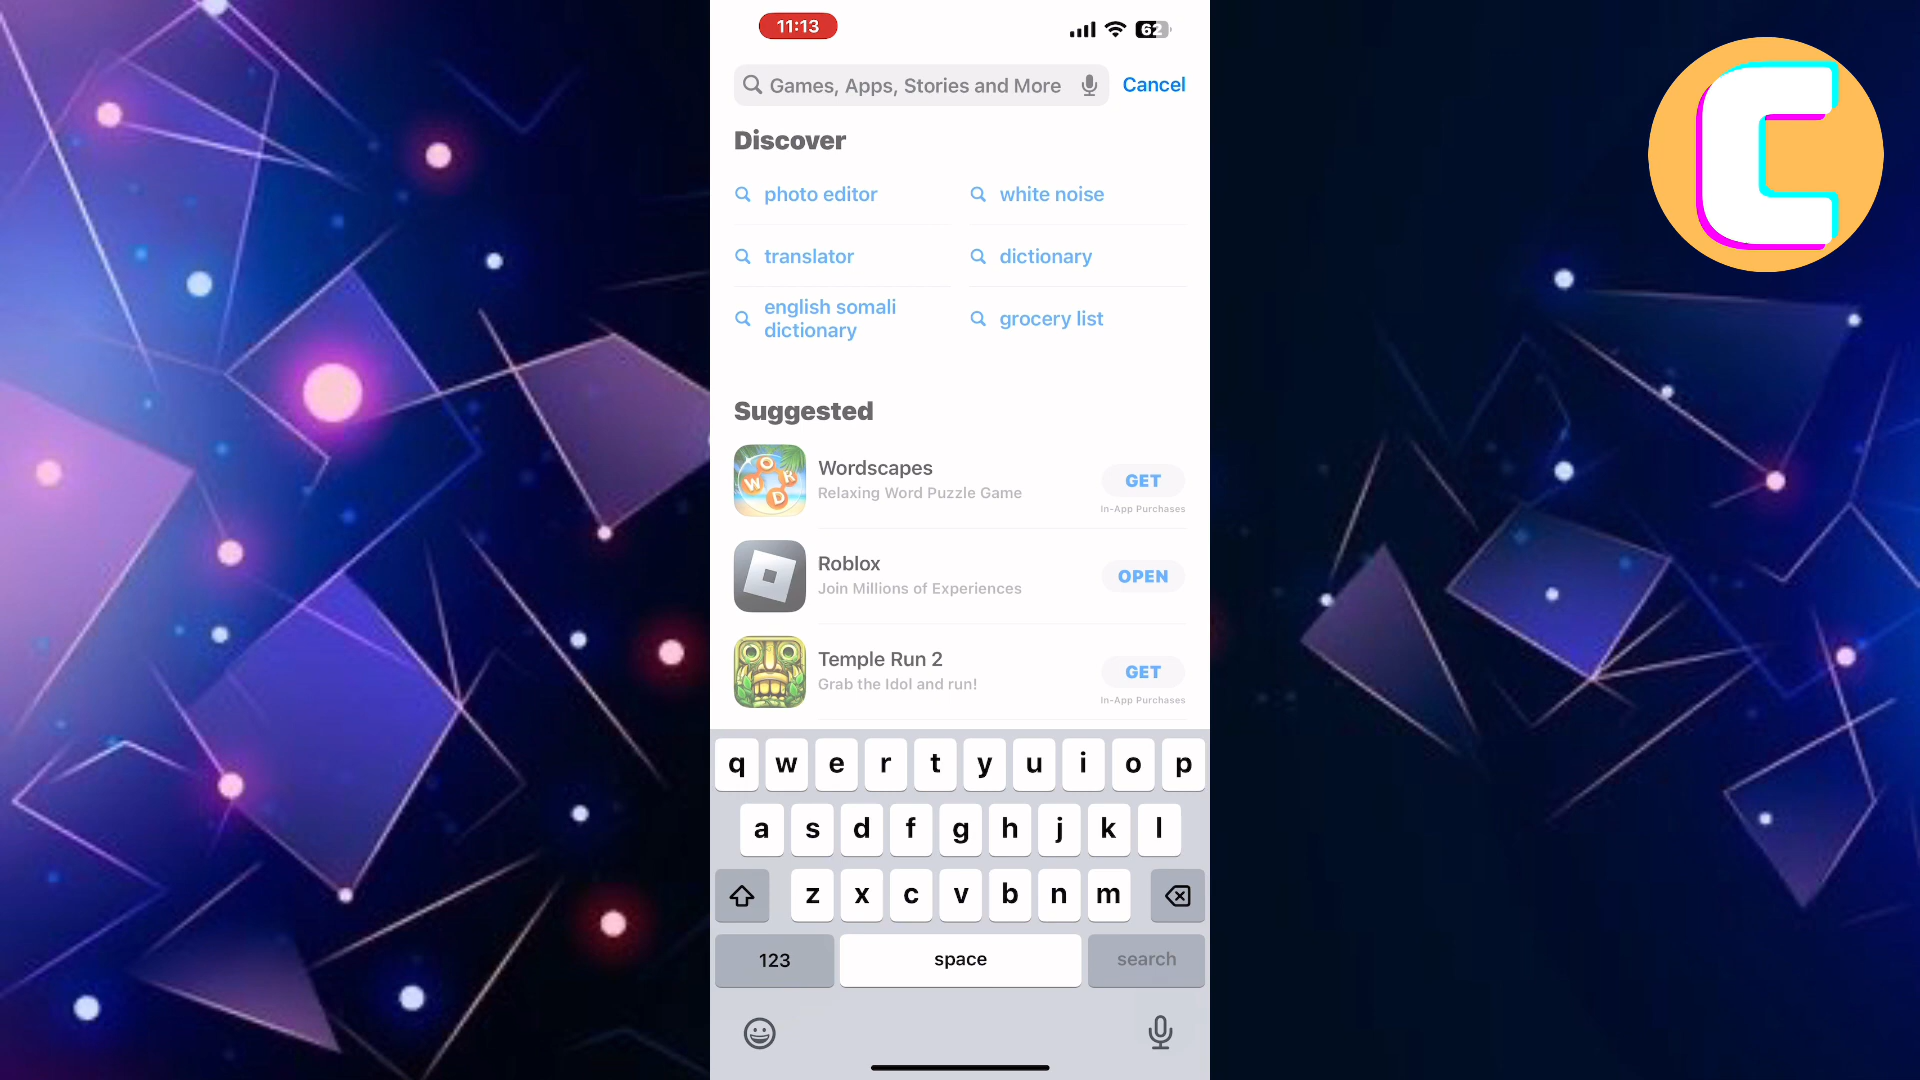 11:13
62
Games, Apps, Stories and More
Cancel
Discover
photo editor
white noise
translator
dictionary
english somali
dictionary
grocery list
Suggested
WORD
Wordscapes
Relaxing Word Puzzle Game
GET
In-App Purchases
Roblox
Join Millions of Experiences
OPEN
Temple Run 2
Grab the Idol and run!
GET
In-App Purchases
q w e r t y u i o p
a s d f g h j k l
z x c v b n m
123
space
search
C